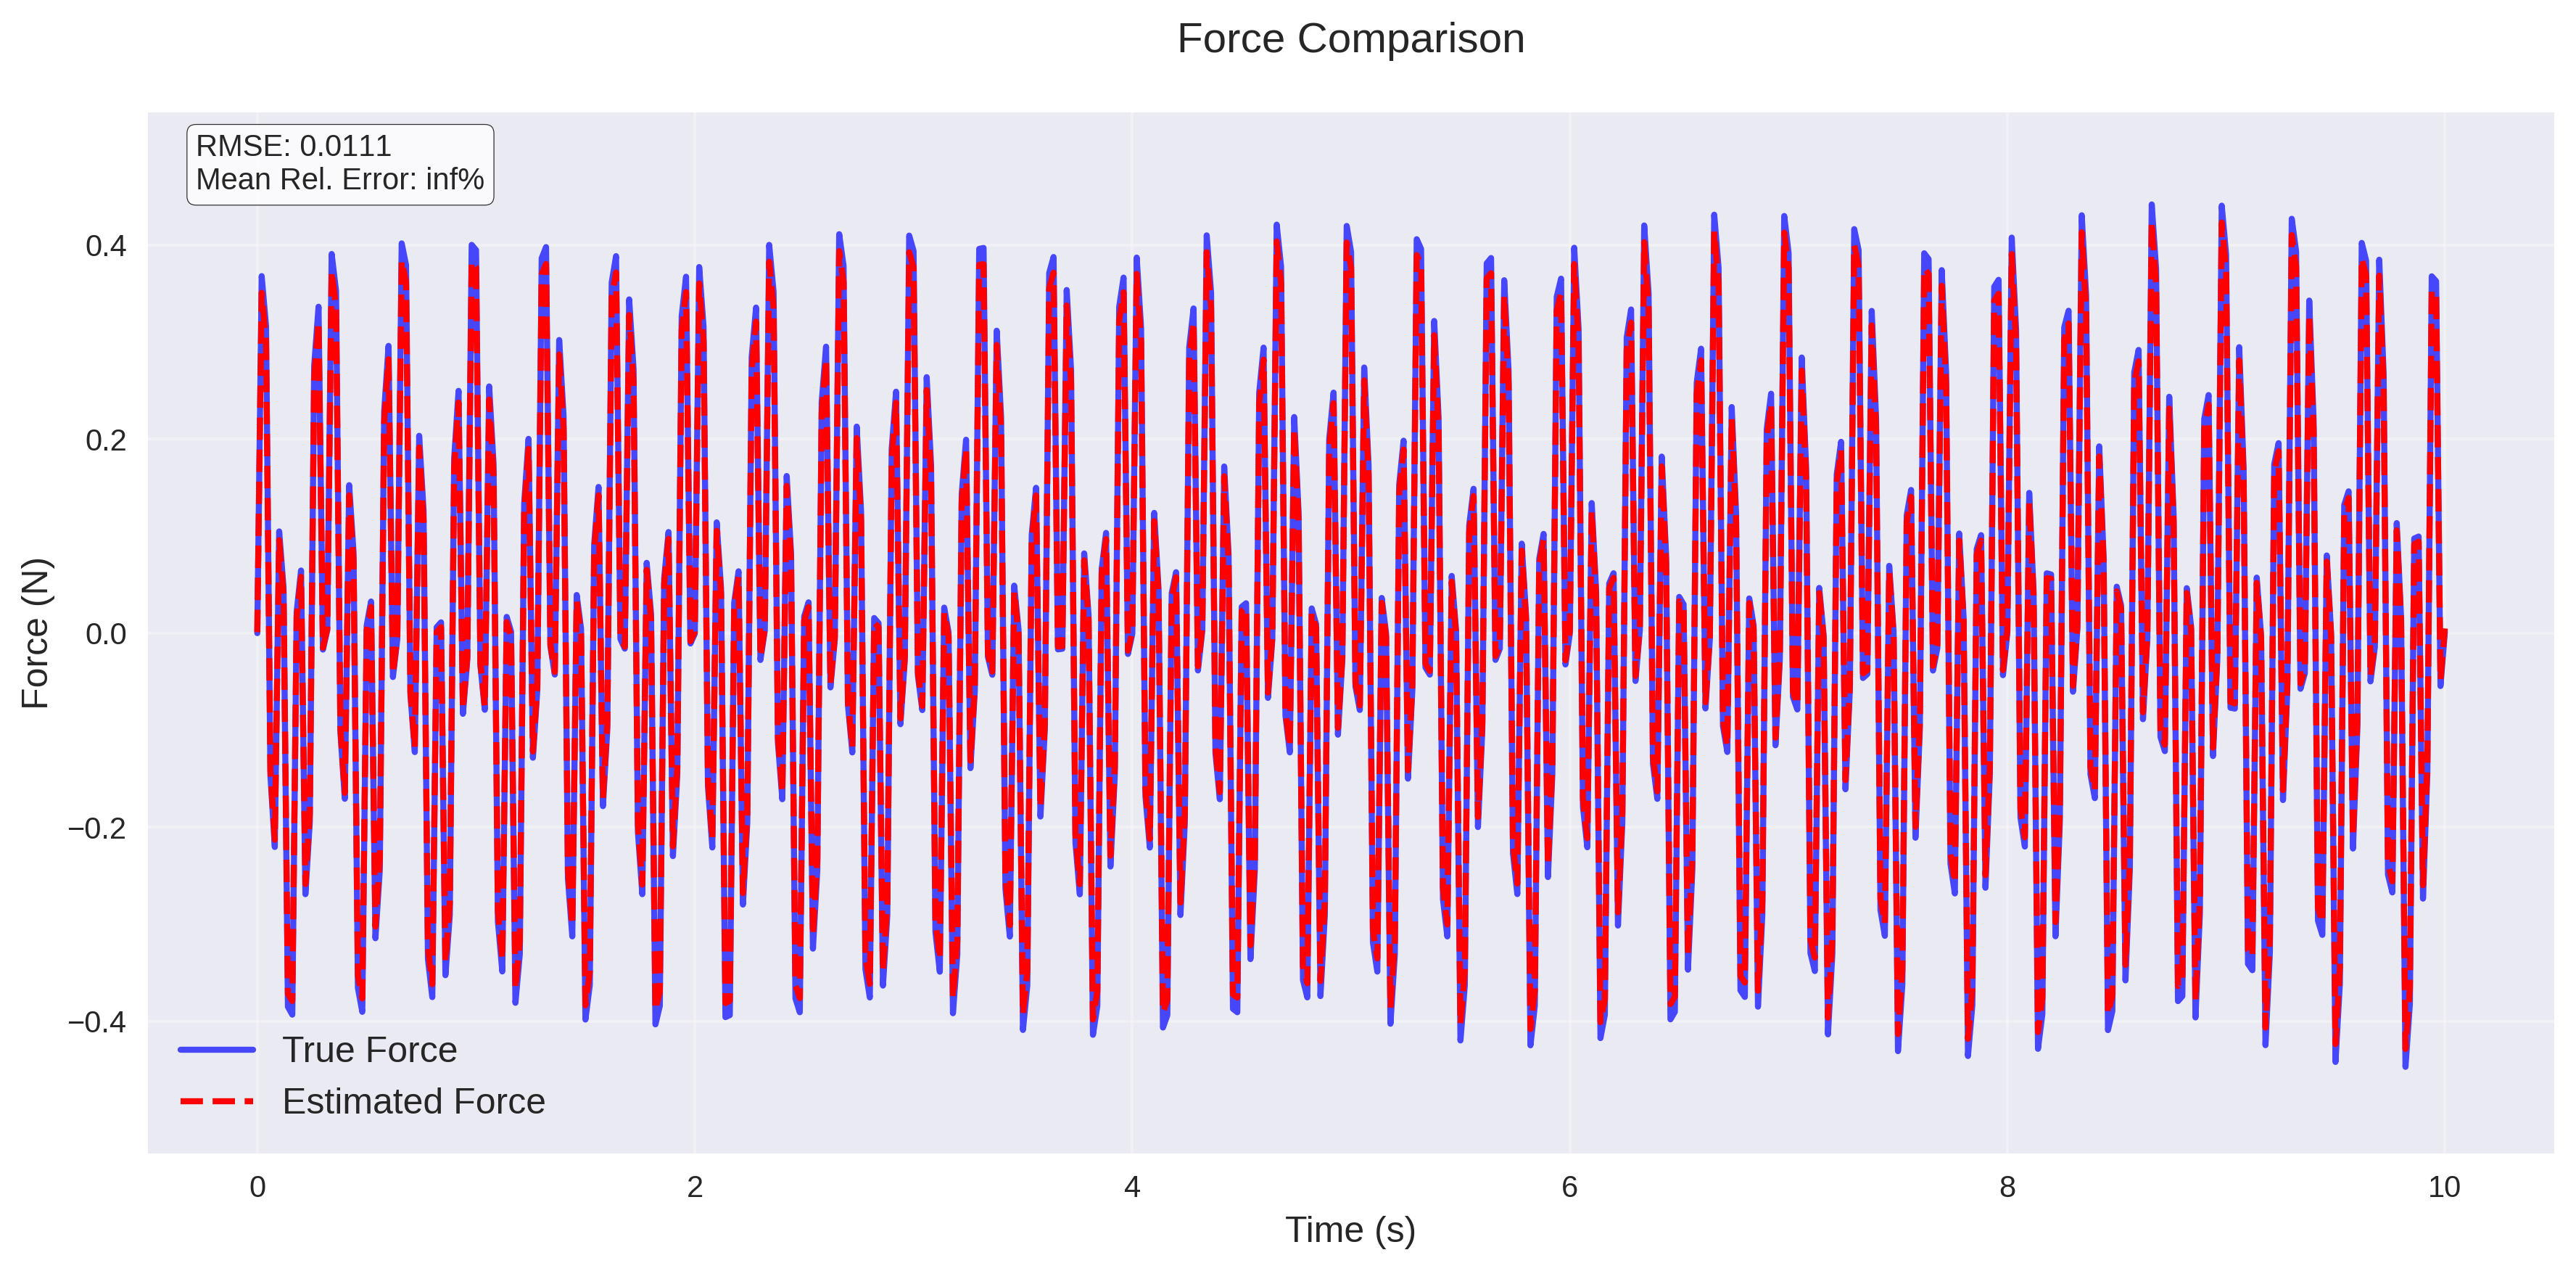 Force Comparison
RMSE: 0.0111
Mean Rel. Error: inf%
0.4
0.2
0.0
−0.2
−0.4
Force (N)
True Force
Estimated Force
0 2 4 6 8 10
Time (s)